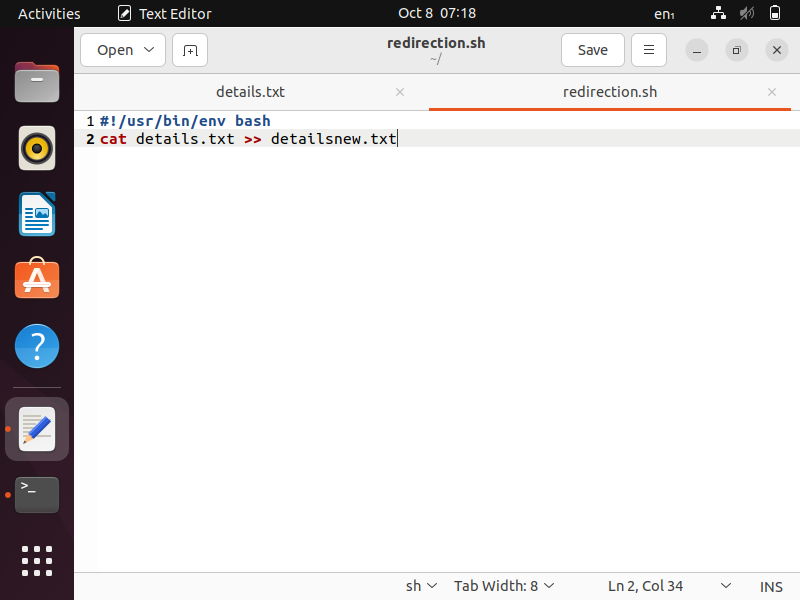 Activities Text Editor Oct 8 07:18 en₁
Open redirection.sh Save
~/
details.txt redirection.sh
1 #!/usr/bin/env bash
2 cat details.txt >> detailsnew.txt
>_
sh Tab Width: 8 Ln 2, Col 34 INS